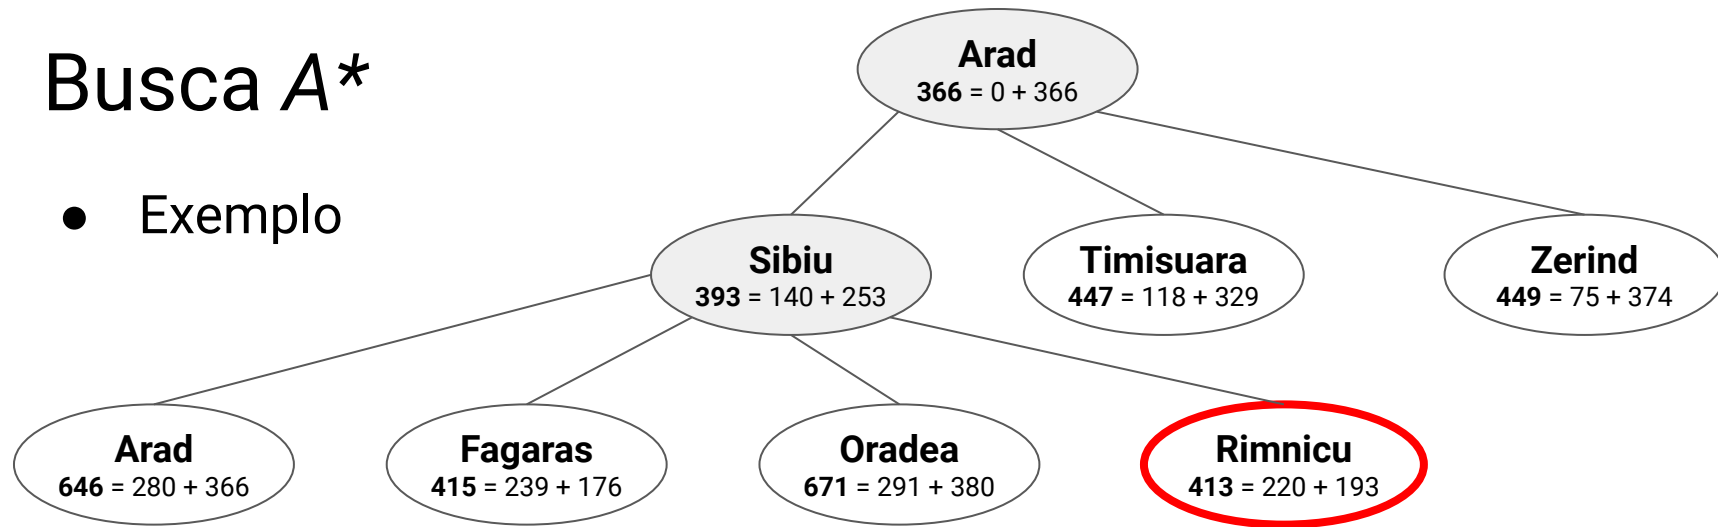 Busca A*
● Exemplo
Arad
366 = 0 + 366
Sibiu
393 = 140 + 253
Timisuara
447 = 118 + 329
Zerind
449 = 75 + 374
Arad
646 = 280 + 366
Fagaras
415 = 239 + 176
Oradea
671 = 291 + 380
Rimnicu
413 = 220 + 193